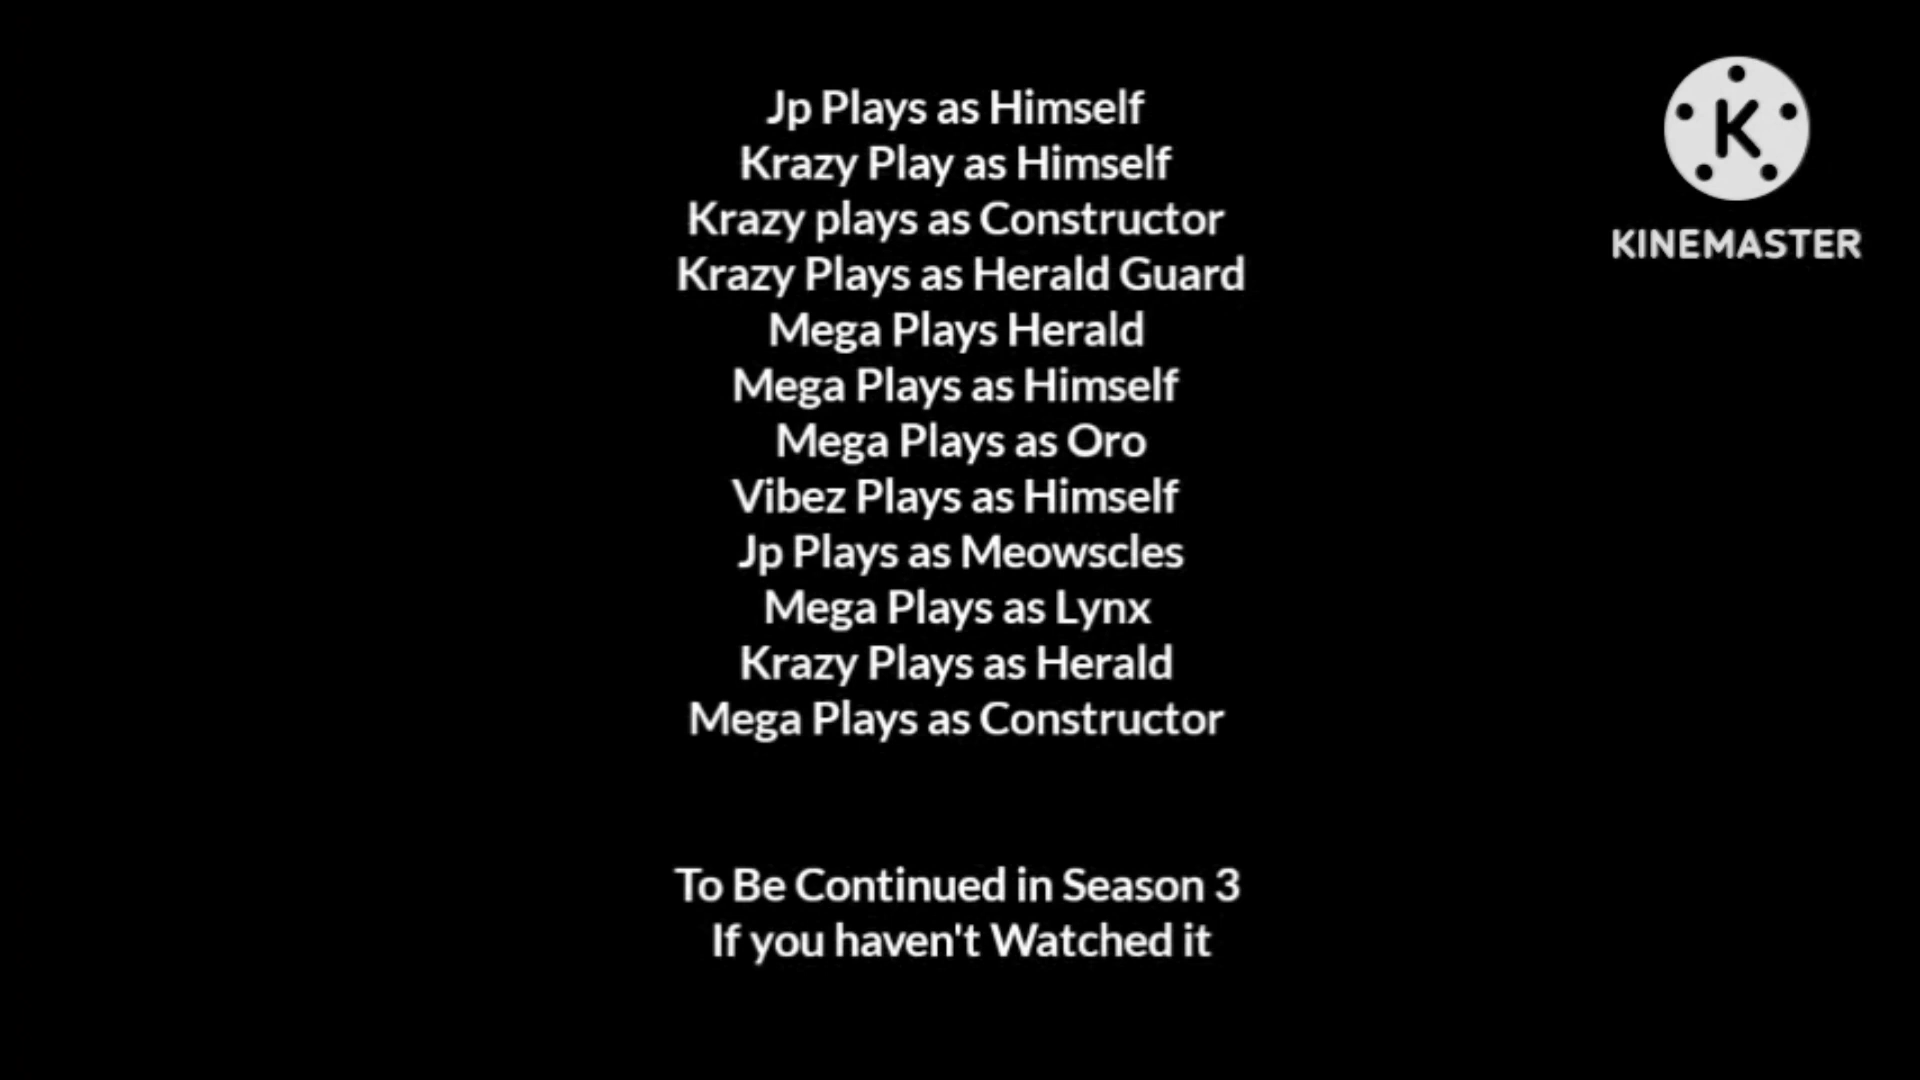 Jp Plays as Himself
Krazy Play as Himself
Krazy plays as Constructor
Krazy Plays as Herald Guard
Mega Plays Herald
Mega Plays as Himself
Mega Plays as Oro
Vibez Plays as Himself
Jp Plays as Meowscles
Mega Plays as Lynx
Krazy Plays as Herald
Mega Plays as Constructor
To Be Continued in Season 3
If you haven't Watched it
K
KINEMASTER